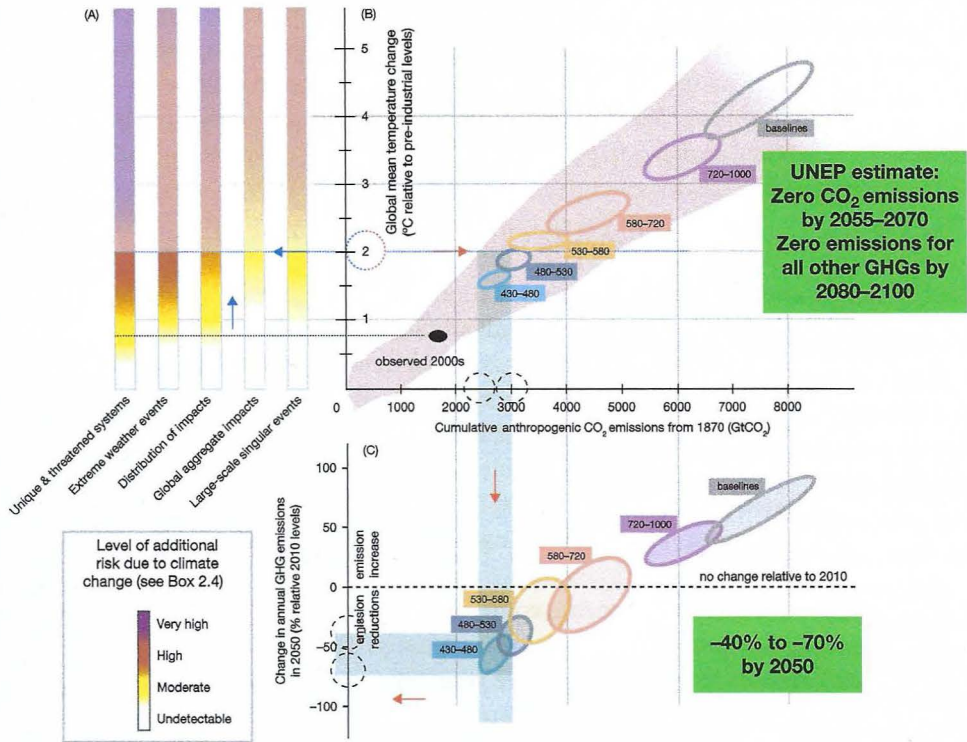 (A)
Unique & threatened systems
Extreme weather events
Distribution of impacts
Global aggregate impacts
Large-scale singular events
Level of additional
risk due to climate
change (see Box 2.4)
Very high
High
Moderate
Undetectable
(B)
Global mean temperature change
(°C relative to pre-industrial levels)
5
4
3
2
1
baselines
720–1000
580–720
530–580
480–530
430–480
observed 2000s
0
1000
2000
3000
4000
5000
6000
7000
8000
Cumulative anthropogenic CO2 emissions from 1870 (GtCO2)
UNEP estimate:
Zero CO2 emissions
by 2055–2070
Zero emissions for
all other GHGs by
2080–2100
(C)
Change in annual GHG emissions
in 2050 (% relative 2010 levels)
emission
increase
emission
reductions
100
50
0
−50
−100
baselines
720–1000
580–720
530–580
480–530
430–480
no change relative to 2010
–40% to –70%
by 2050